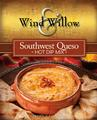 Wind & Willow
Southwest Queso
• HOT DIP MIX •